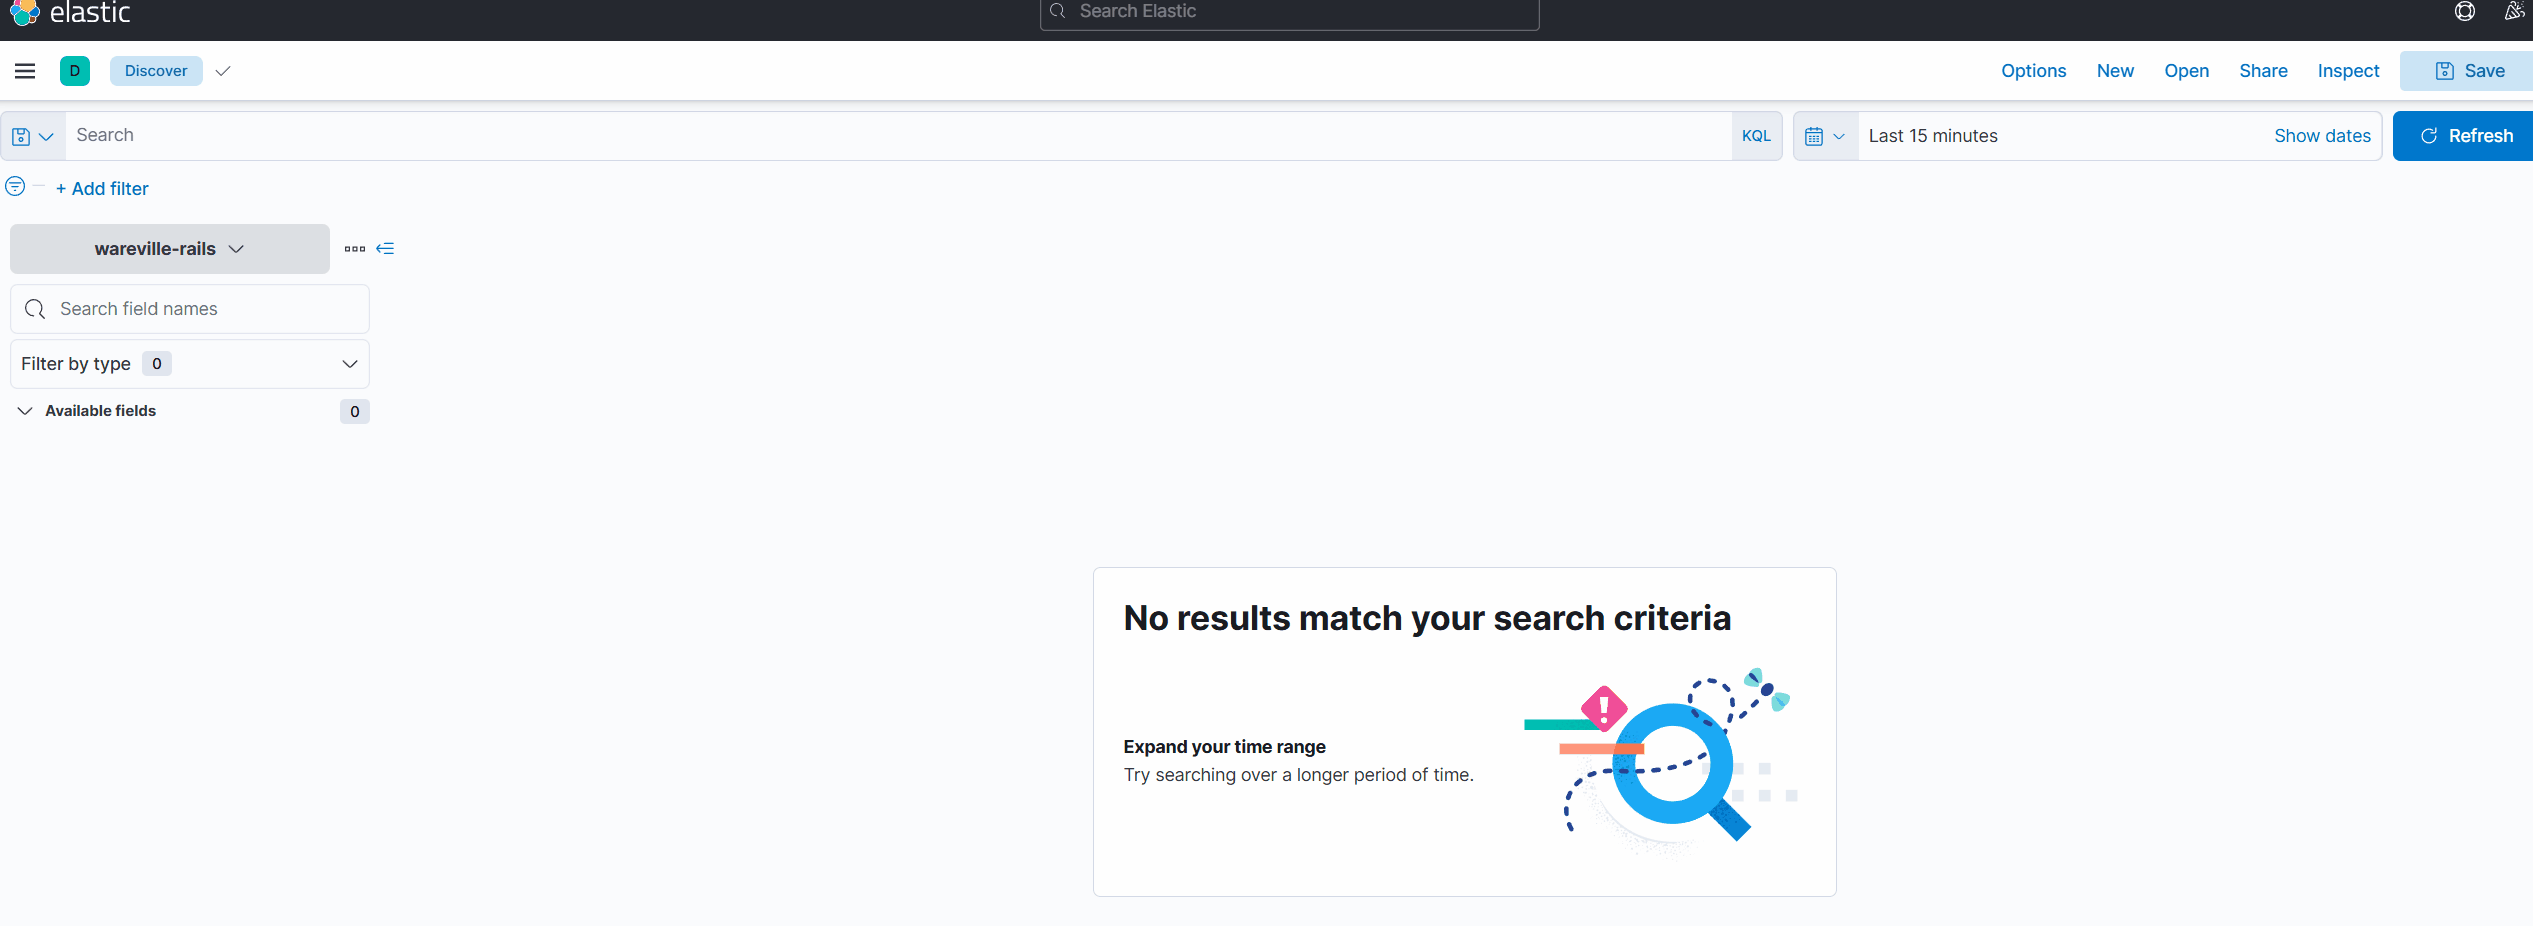 elastic
Search Elastic
D Discover Options New Open Share Inspect Save
Search KQL Last 15 minutes Show dates Refresh
+ Add filter
wareville-rails
Search field names
Filter by type 0
Available fields 0
No results match your search criteria
Expand your time range
Try searching over a longer period of time.